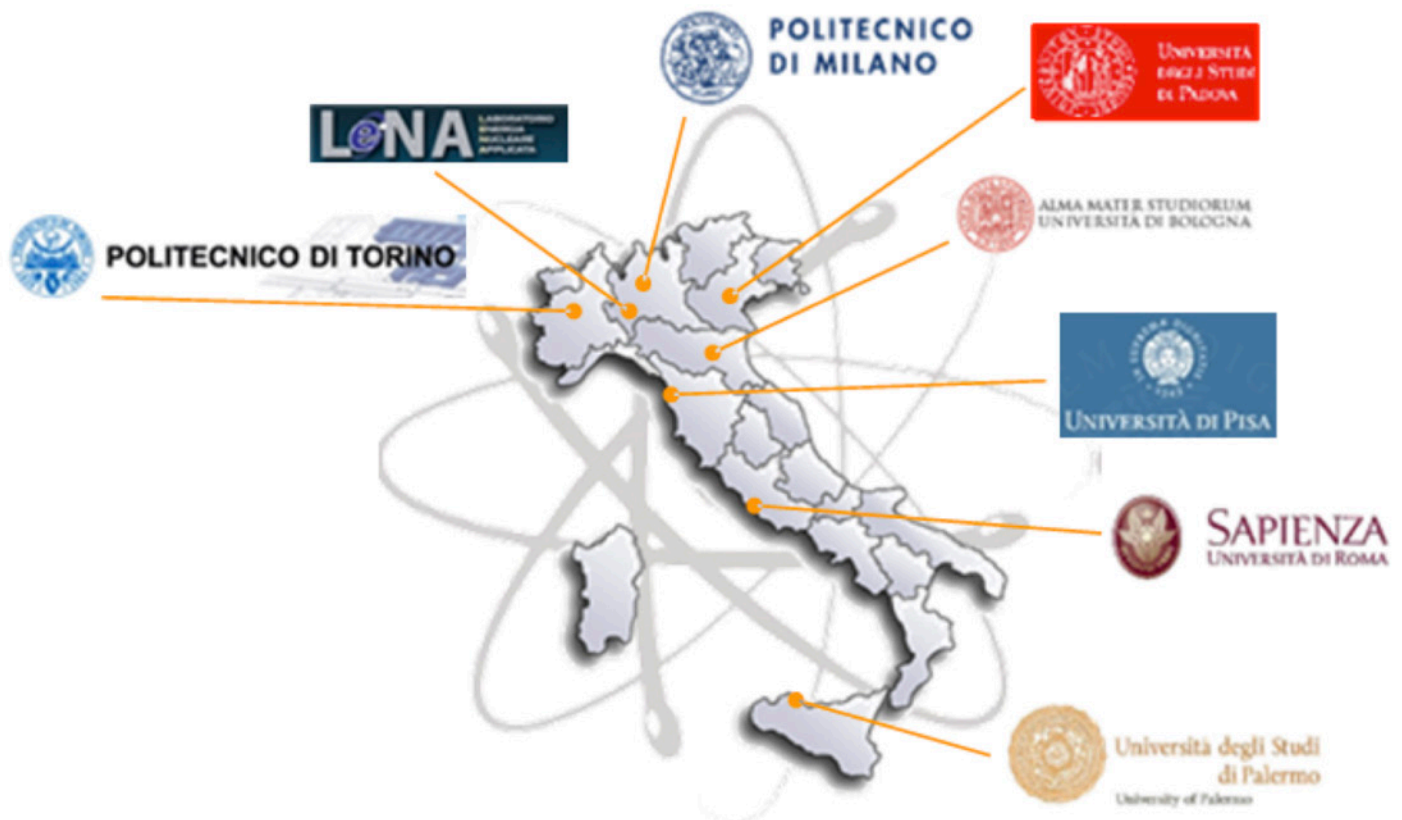 POLITECNICO
DI MILANO
UNIVERSITÀ
DEGLI STUDI
DI PADOVA
LeNA
LABORATORIO
ENERGIA
NUCLEARE
APPLICATA
ALMA MATER STUDIORUM
UNIVERSITÀ DI BOLOGNA
POLITECNICO DI TORINO
UNIVERSITÀ DI PISA
SAPIENZA
UNIVERSITÀ DI ROMA
Università degli Studi
di Palermo
University of Palermo